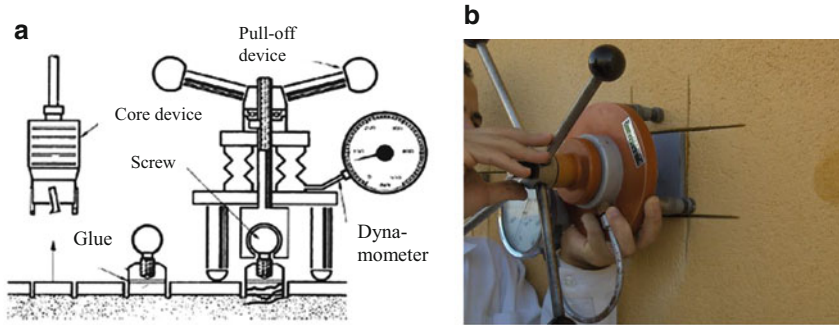 a
Pull-off
device
Core device
Screw
Glue
Dyna-
mometer
b